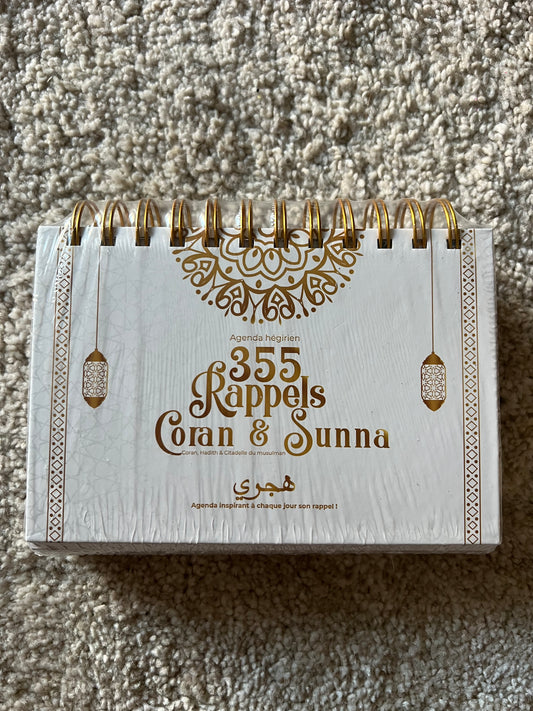 Agenda hégirien
355
Rappels
Coran & Sunna
Coran, Hadith & Citadelle du musulman
هجري
Agenda inspirant à chaque jour son rappel !